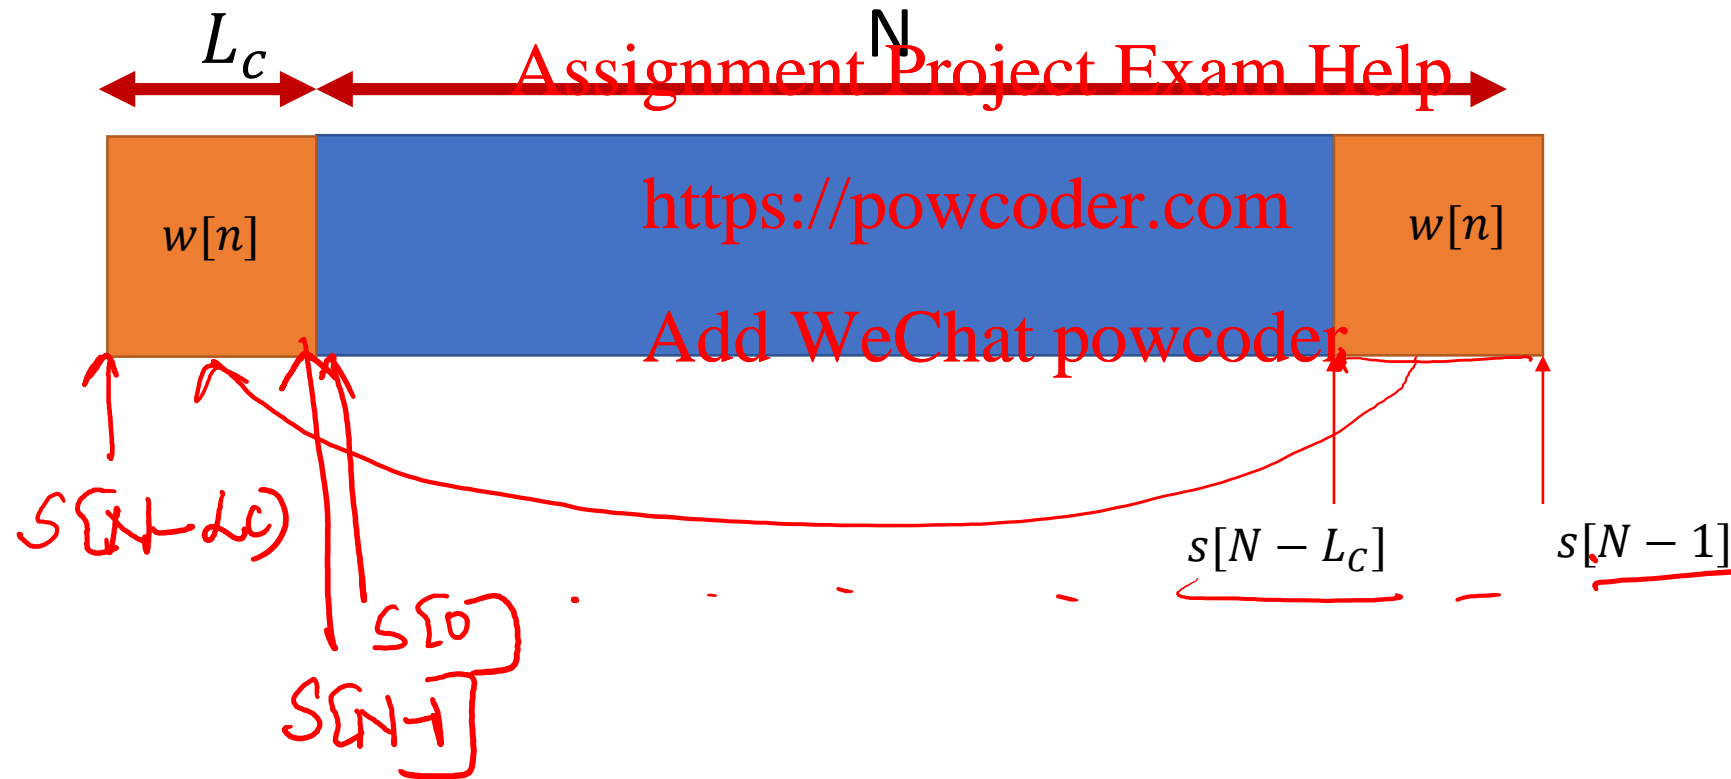 L_c
N
Assignment Project Exam Help
w[n]
https://powcoder.com
w[n]
Add WeChat powcoder
S[N-Lc)
s[N − L_C]
s[N − 1]
S[0]
S[N-1]